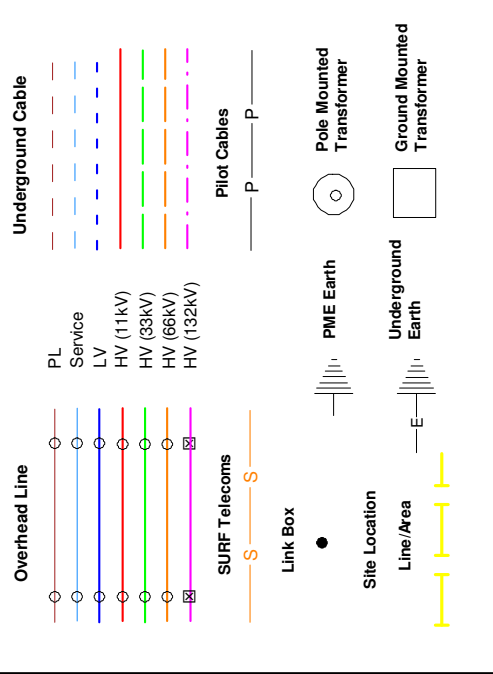 Overhead Line
Underground Cable
PL
Service
LV
HV (11kV)
HV (33kV)
HV (66kV)
HV (132kV)
SURF Telecoms
S S
Pilot Cables
P P
Link Box
PME Earth
Pole Mounted
Transformer
Site Location
Line/Area
E
Underground
Earth
Ground Mounted
Transformer